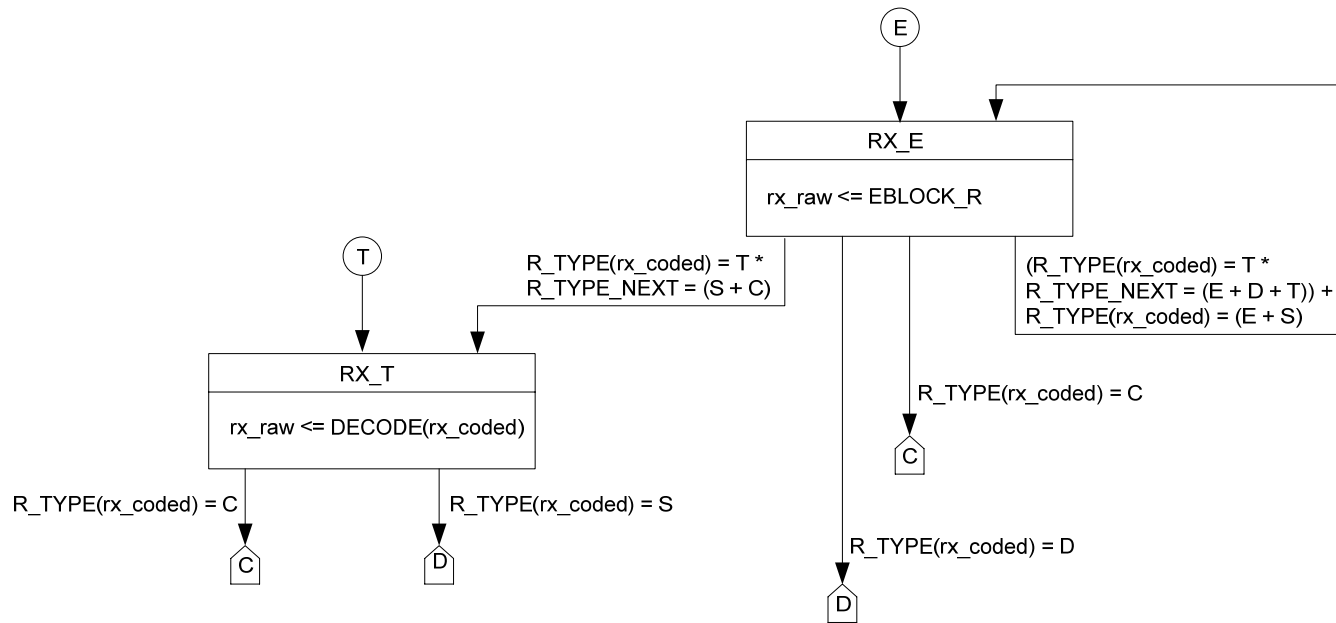 E
RX_E
rx_raw <= EBLOCK_R
T
R_TYPE(rx_coded) = T *
R_TYPE_NEXT = (S + C)
(R_TYPE(rx_coded) = T *
R_TYPE_NEXT = (E + D + T)) +
R_TYPE(rx_coded) = (E + S)
RX_T
rx_raw <= DECODE(rx_coded)
R_TYPE(rx_coded) = C
C
R_TYPE(rx_coded) = C
R_TYPE(rx_coded) = S
C
D
R_TYPE(rx_coded) = D
D